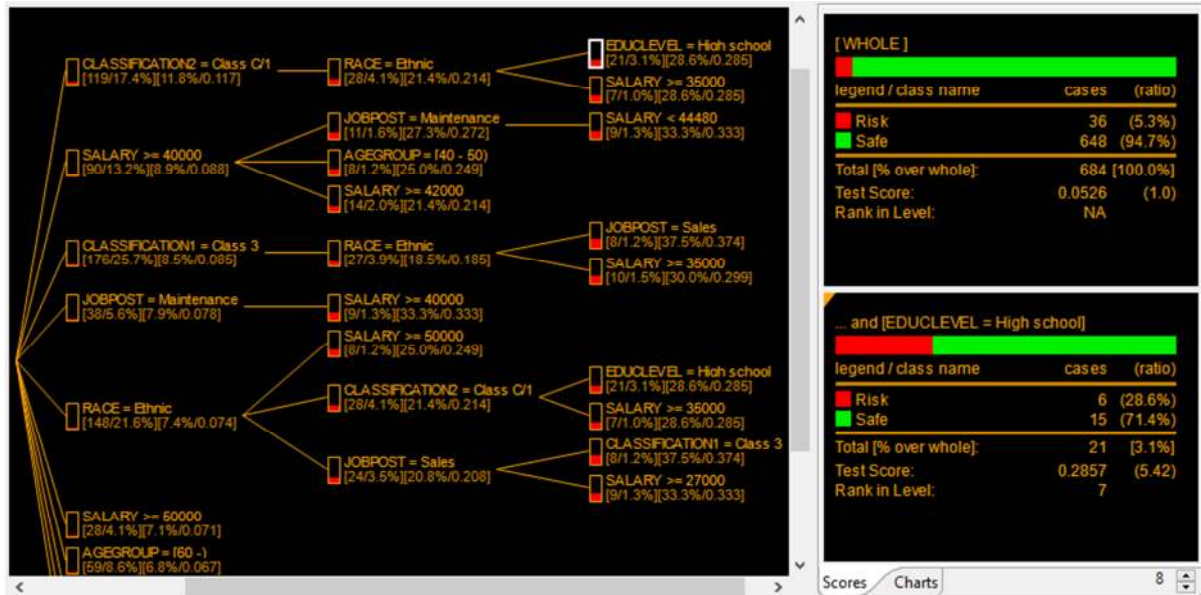 CLASSIFICATION2 = Class C/1
[119/17.4%][11.8%/0.117]
RACE = Ethnic
[28/4.1%][21.4%/0.214]
EDUCLEVEL = High school
[21/3.1%][28.6%/0.285]
SALARY >= 35000
[7/1.0%][28.6%/0.285]
SALARY >= 40000
[90/13.2%][8.9%/0.088]
JOBPOST = Maintenance
[11/1.6%][27.3%/0.272]
SALARY < 44480
[9/1.3%][33.3%/0.333]
AGEGROUP = [40 - 50)
[8/1.2%][25.0%/0.249]
SALARY >= 42000
[14/2.0%][21.4%/0.214]
CLASSIFICATION1 = Class 3
[176/25.7%][8.5%/0.085]
RACE = Ethnic
[27/3.9%][18.5%/0.185]
JOBPOST = Sales
[8/1.2%][37.5%/0.374]
SALARY >= 35000
[10/1.5%][30.0%/0.299]
JOBPOST = Maintenance
[38/5.6%][7.9%/0.078]
SALARY >= 40000
[9/1.3%][33.3%/0.333]
RACE = Ethnic
[148/21.6%][7.4%/0.074]
SALARY >= 50000
[8/1.2%][25.0%/0.249]
CLASSIFICATION2 = Class C/1
[28/4.1%][21.4%/0.214]
EDUCLEVEL = High school
[21/3.1%][28.6%/0.285]
SALARY >= 35000
[7/1.0%][28.6%/0.285]
JOBPOST = Sales
[24/3.5%][20.8%/0.208]
CLASSIFICATION1 = Class 3
[8/1.2%][37.5%/0.374]
SALARY >= 27000
[9/1.3%][33.3%/0.333]
SALARY >= 50000
[28/4.1%][7.1%/0.071]
AGEGROUP = [60 -)
[59/8.6%][6.8%/0.067]
[ WHOLE ]
legend / class name cases (ratio)
Risk 36 (5.3%)
Safe 648 (94.7%)
Total [% over whole]: 684 [100.0%]
Test Score: 0.0526 (1.0)
Rank in Level: NA
... and [EDUCLEVEL = High school]
legend / class name cases (ratio)
Risk 6 (28.6%)
Safe 15 (71.4%)
Total [% over whole]: 21 [3.1%]
Test Score: 0.2857 (5.42)
Rank in Level: 7
Scores Charts 8